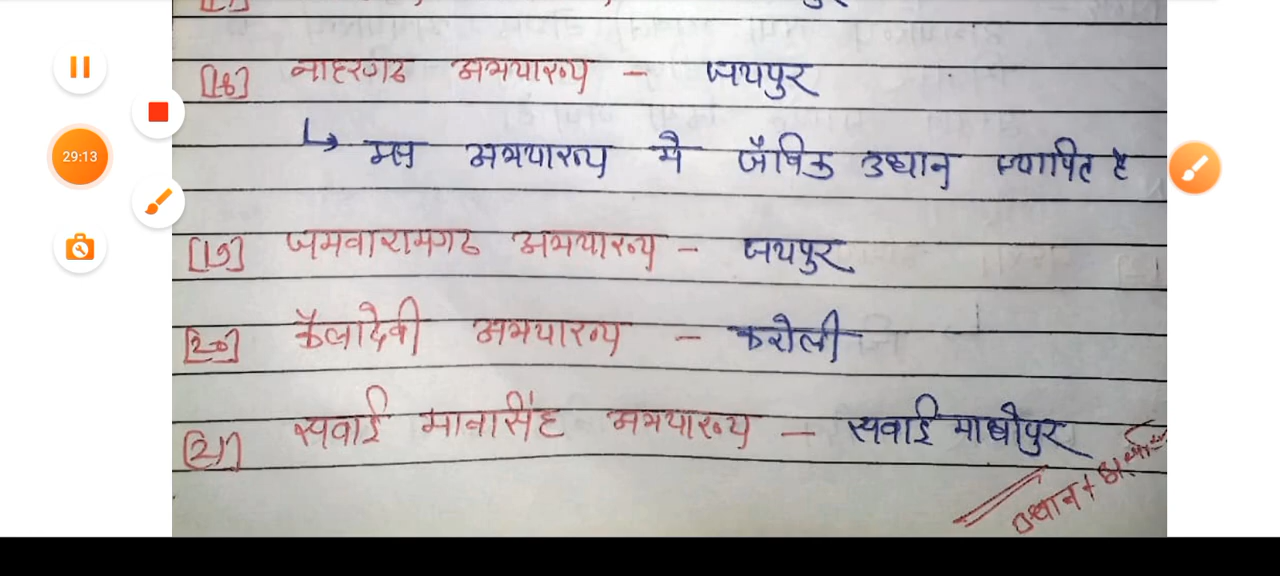 [18] नाहरगढ अभयारण्य - जयपुर
↳ इस अभयारण्य मै जैविक उधान स्थापित है
29:13
[19] जमवारामगढ अभयारण्य - जयपुर
[20] कैलादेवी अभयारण्य - करोली
[21] सवाई मानसिंह अभयारण्य - सवाई माधोपुर